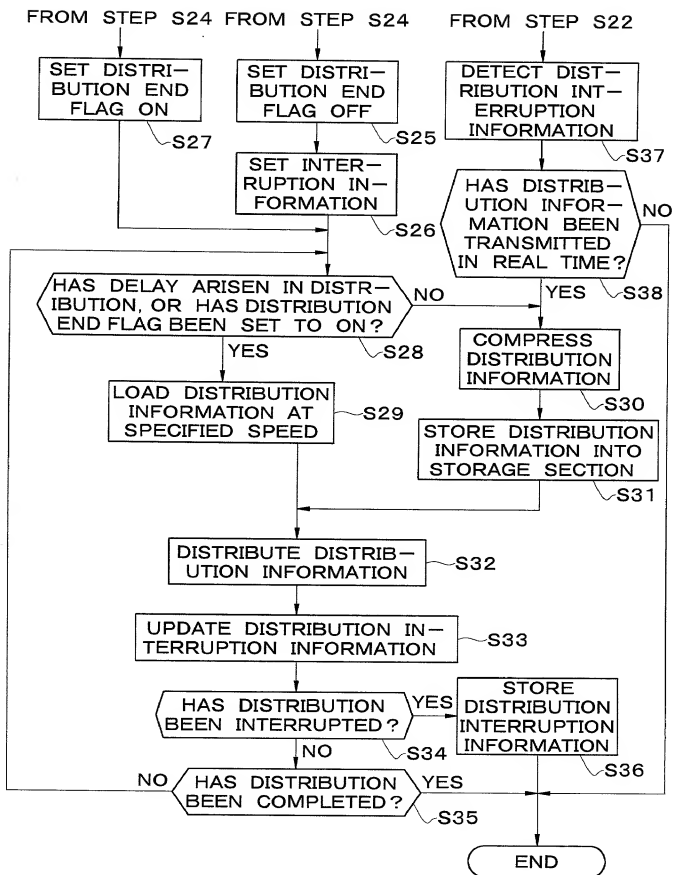 FROM STEP S24
SET DISTRI-
BUTION END
FLAG ON
S27
FROM STEP S24
SET DISTRI-
BUTION END
FLAG OFF
S25
SET INTER-
RUPTION IN-
FORMATION
S26
FROM STEP S22
DETECT DIST-
RIBUTION INT-
ERRUPTION
INFORMATION
S37
HAS DISTRIB-
UTION INFOR-
MATION BEEN
TRANSMITTED
IN REAL TIME?
NO
S38
YES
HAS DELAY ARISEN IN DISTR-
IBUTION, OR HAS DISTRIBUTION
END FLAG BEEN SET TO ON?
NO
S28
YES
COMPRESS
DISTRIBUTION
INFORMATION
S30
LOAD DISTRIBUTION
INFORMATION AT
SPECIFIED SPEED
S29
STORE DISTRIBUTION
INFORMATION INTO
STORAGE SECTION
S31
DISTRIBUTE DISTRIB-
UTION INFORMATION
S32
UPDATE DISTRIBUTION IN-
TERRUPTION INFORMATION
S33
HAS DISTRIBUTION
BEEN INTERRUPTED?
YES
S34
NO
STORE
DISTRIBUTION
INTERRUPTION
INFORMATION
S36
NO
HAS DISTRIBUTION
BEEN COMPLETED?
YES
S35
END